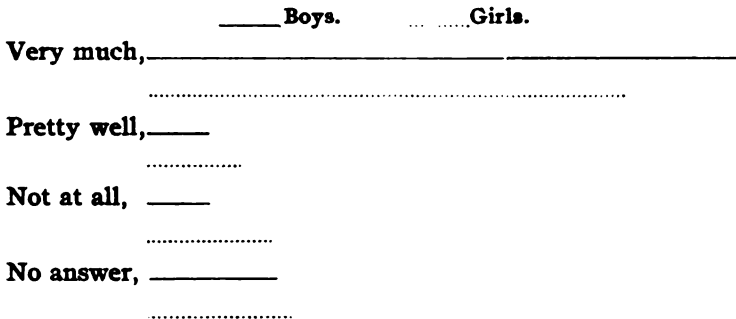 Boys. Girls.
Very much,
Pretty well,
Not at all,
No answer,